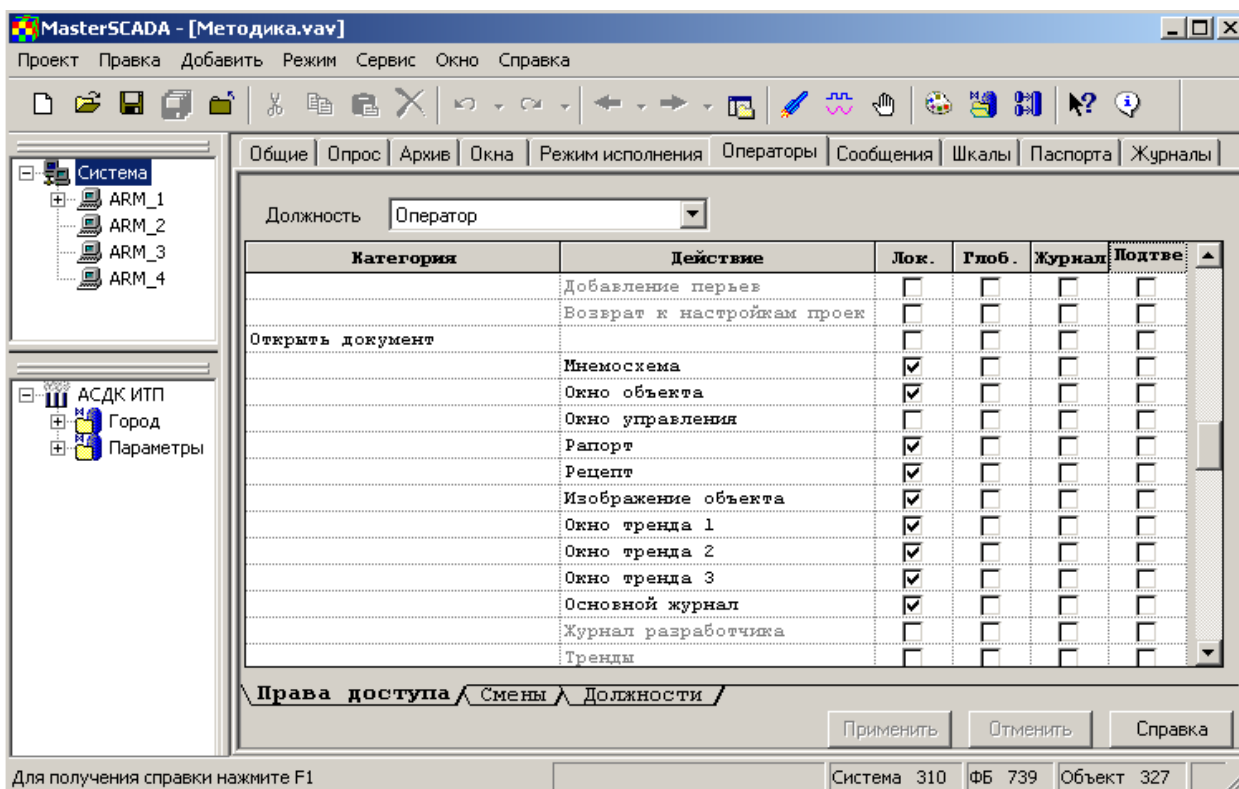 MasterSCADA - [Методика.vav]
Проект Правка Добавить Режим Сервис Окно Справка
Система
ARM_1
ARM_2
ARM_3
ARM_4
АСДК ИТП
Город
Параметры
Общие Опрос Архив Окна Режим исполнения Операторы Сообщения Шкалы Паспорта Журналы
Должность Оператор
Категория Действие Лок. Глоб. Журнал Подтве
Добавление перьев
Возврат к настройкам проек
Открыть документ
Мнемосхема
Окно объекта
Окно управления
Рапорт
Рецепт
Изображение объекта
Окно тренда 1
Окно тренда 2
Окно тренда 3
Основной журнал
Журнал разработчика
Тренды
Права доступа Смены Должности
Применить Отменить Справка
Для получения справки нажмите F1 Система 310 ФБ 739 Объект 327